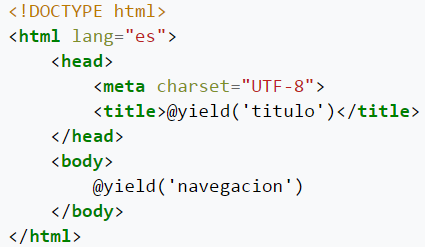 <!DOCTYPE html>
<html lang="es">
    <head>
        <meta charset="UTF-8">
        <title>@yield('titulo')</title>
    </head>
    <body>
        @yield('navegacion')
    </body>
</html>